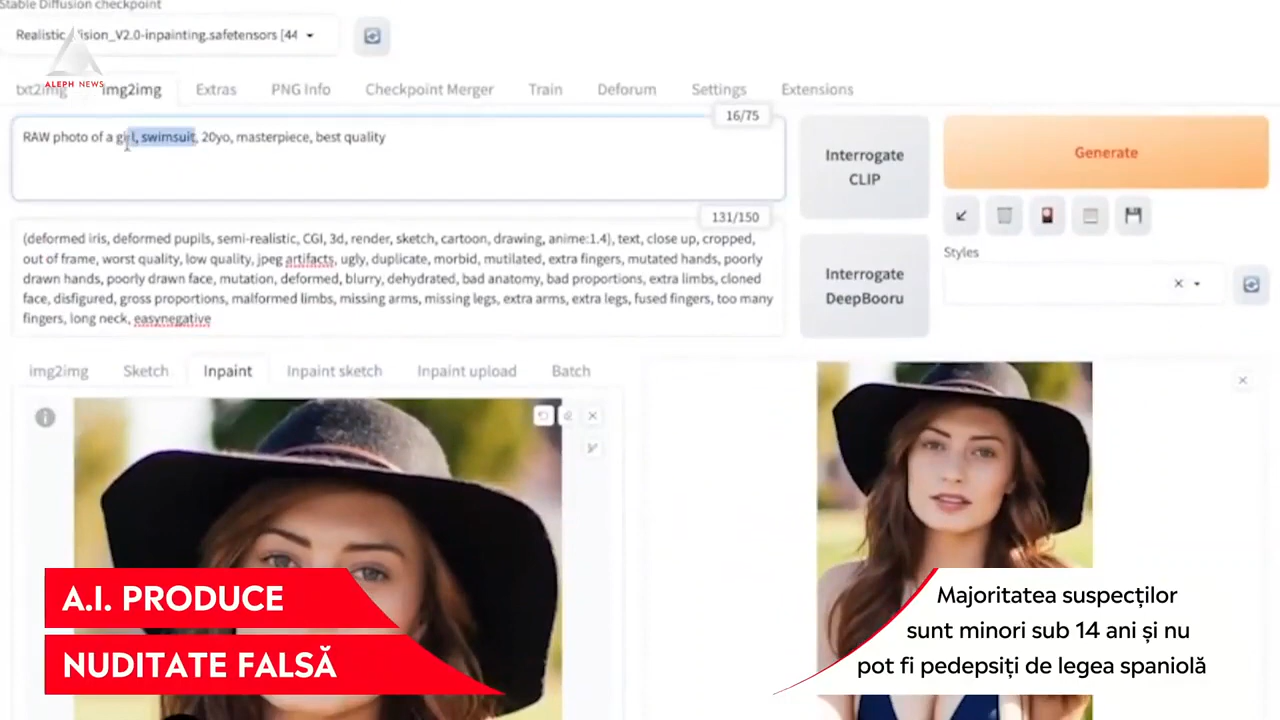 Stable Diffusion checkpoint
Realistic_Vision_V2.0-inpainting.safetensors [44
ALEPH NEWS
txt2img img2img Extras PNG Info Checkpoint Merger Train Deforum Settings Extensions
16/75
RAW photo of a girl, swimsuit, 20yo, masterpiece, best quality
Interrogate
CLIP
Generate
131/150
(deformed iris, deformed pupils, semi-realistic, CGI, 3d, render, sketch, cartoon, drawing, anime:1.4), text, close up, cropped,
out of frame, worst quality, low quality, jpeg artifacts, ugly, duplicate, morbid, mutilated, extra fingers, mutated hands, poorly
drawn hands, poorly drawn face, mutation, deformed, blurry, dehydrated, bad anatomy, bad proportions, extra limbs, cloned
face, disfigured, gross proportions, malformed limbs, missing arms, missing legs, extra arms, extra legs, fused fingers, too many
fingers, long neck, easynegative
Interrogate
DeepBooru
Styles
img2img Sketch Inpaint Inpaint sketch Inpaint upload Batch
A.I. PRODUCE
NUDITATE FALSĂ
Majoritatea suspecților
sunt minori sub 14 ani și nu
pot fi pedepsiți de legea spaniolă